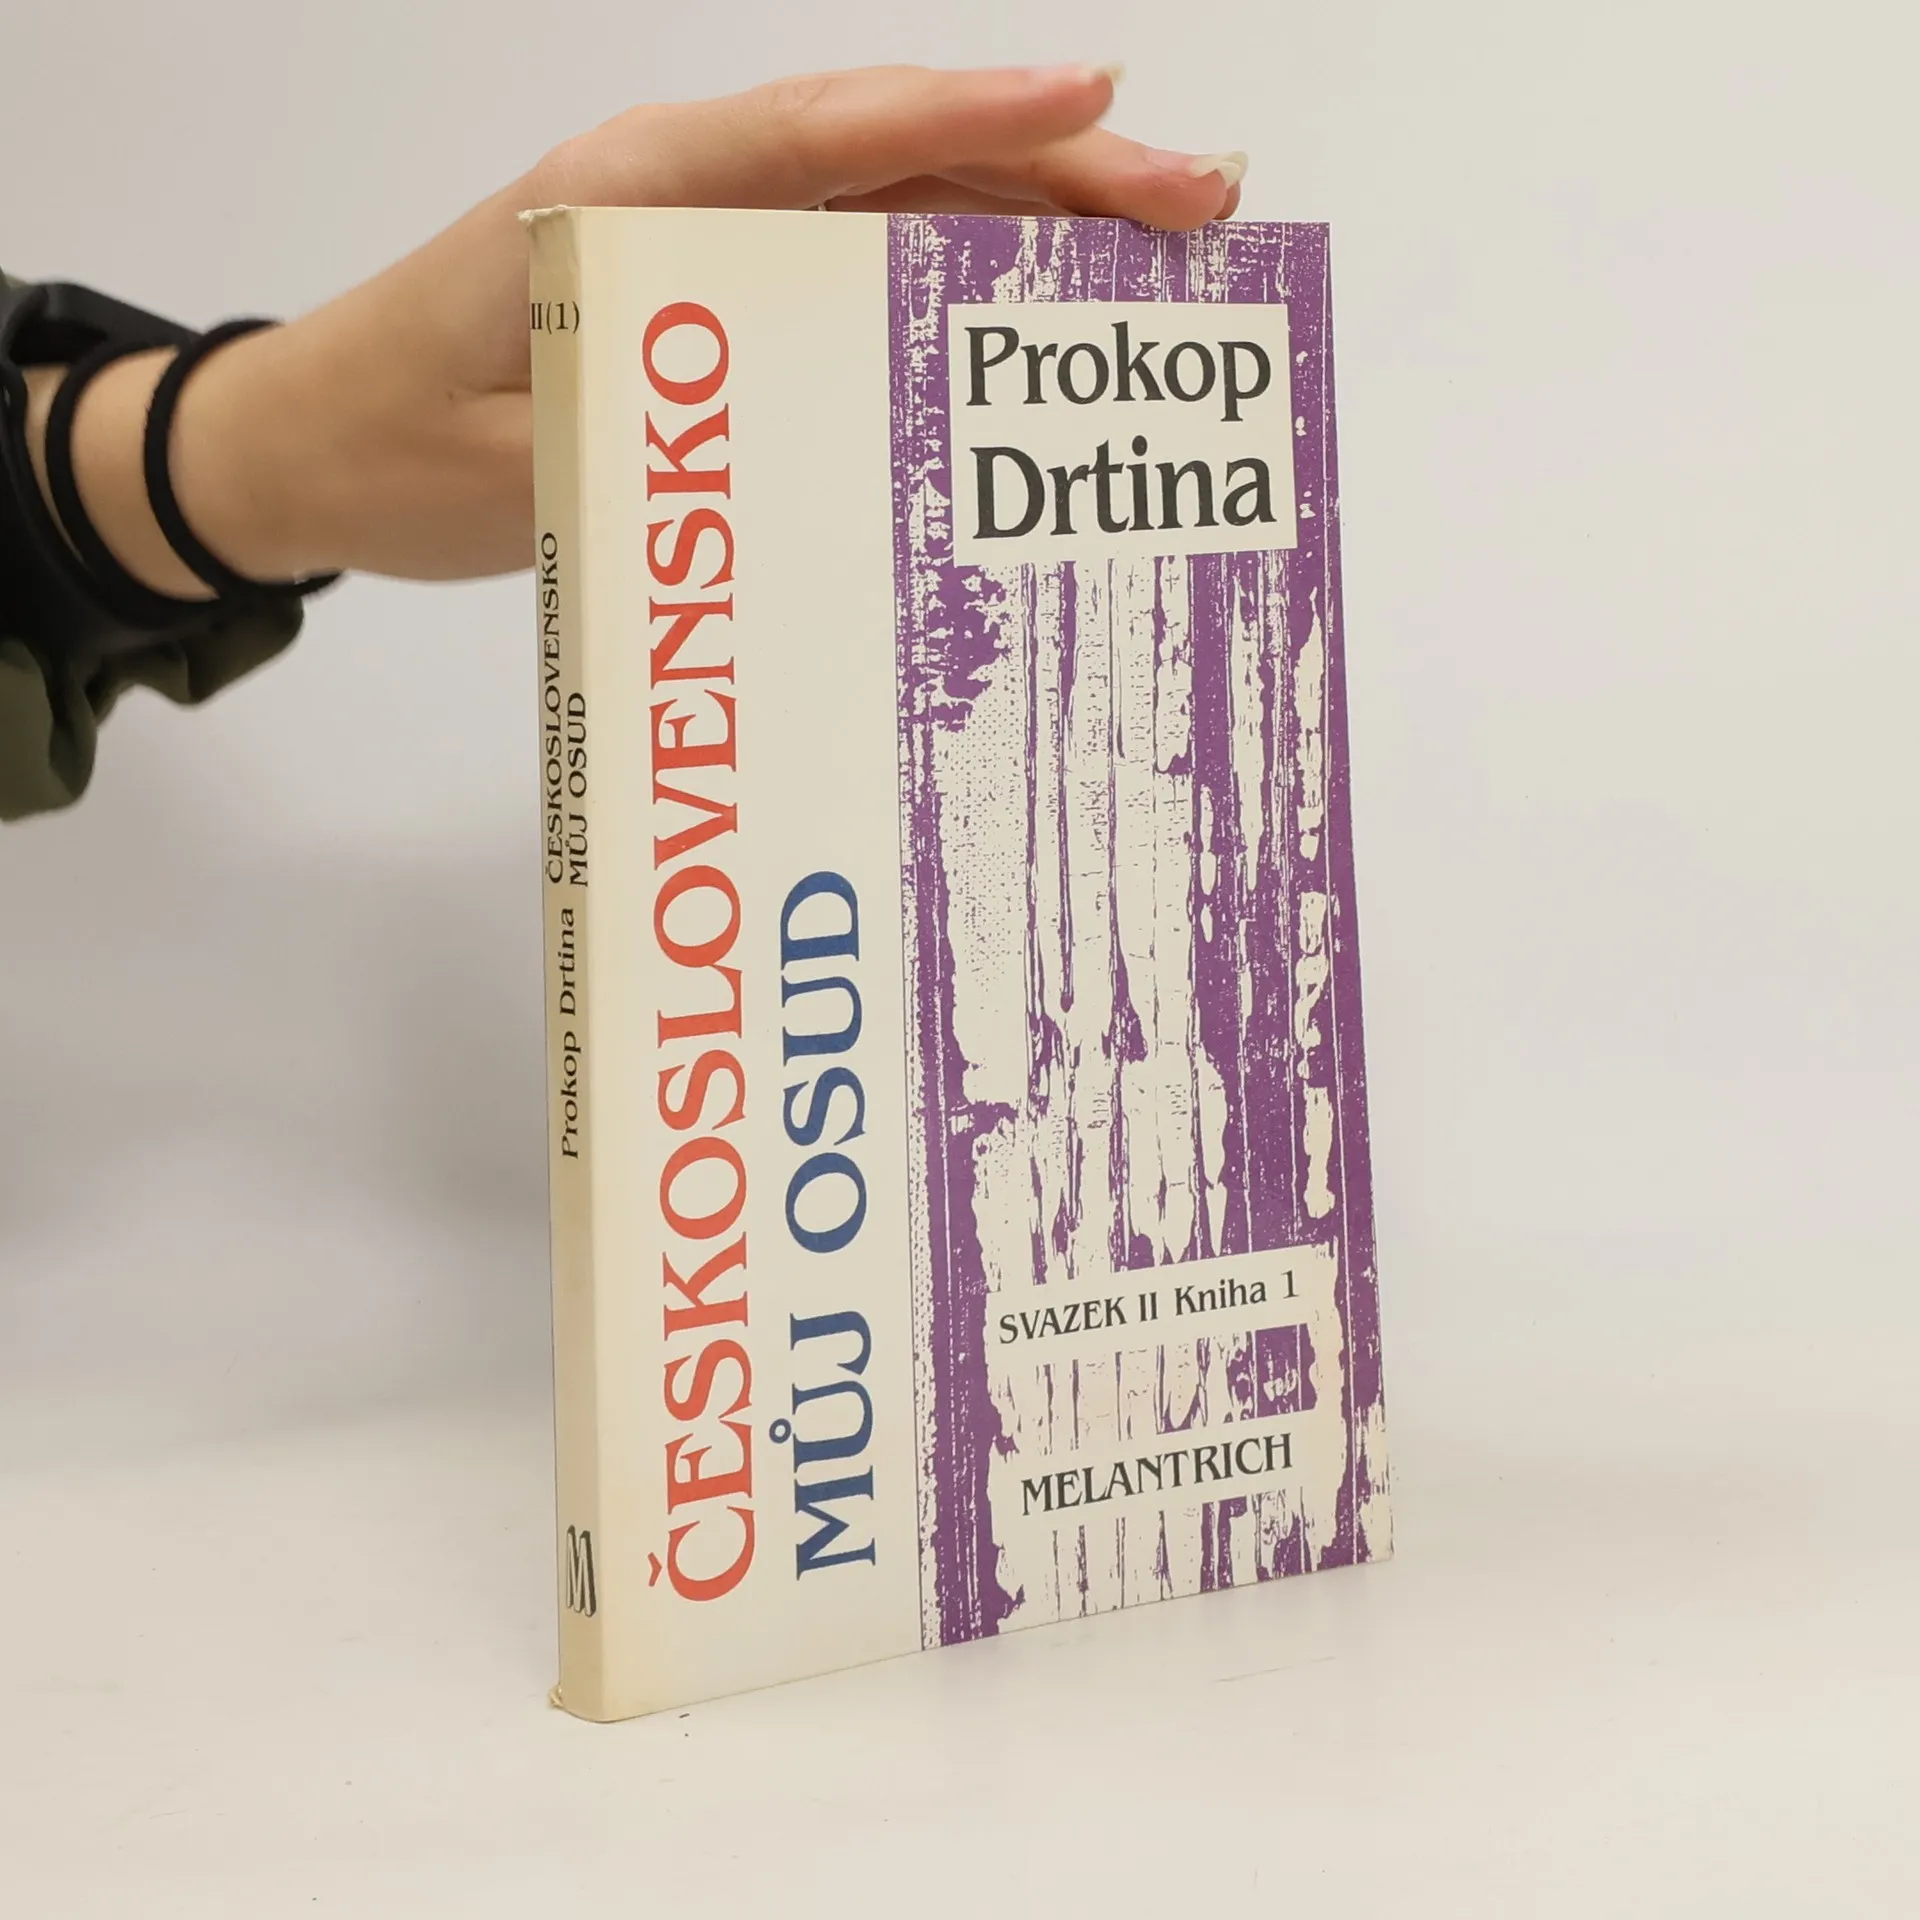 II(1)
Prokop Drtina
ČESKOSLOVENSKO
MŮJ OSUD
M
ČESKOSLOVENSKO
MŮJ OSUD
Prokop
Drtina
SVAZEK II Kniha 1
MELANTRICH